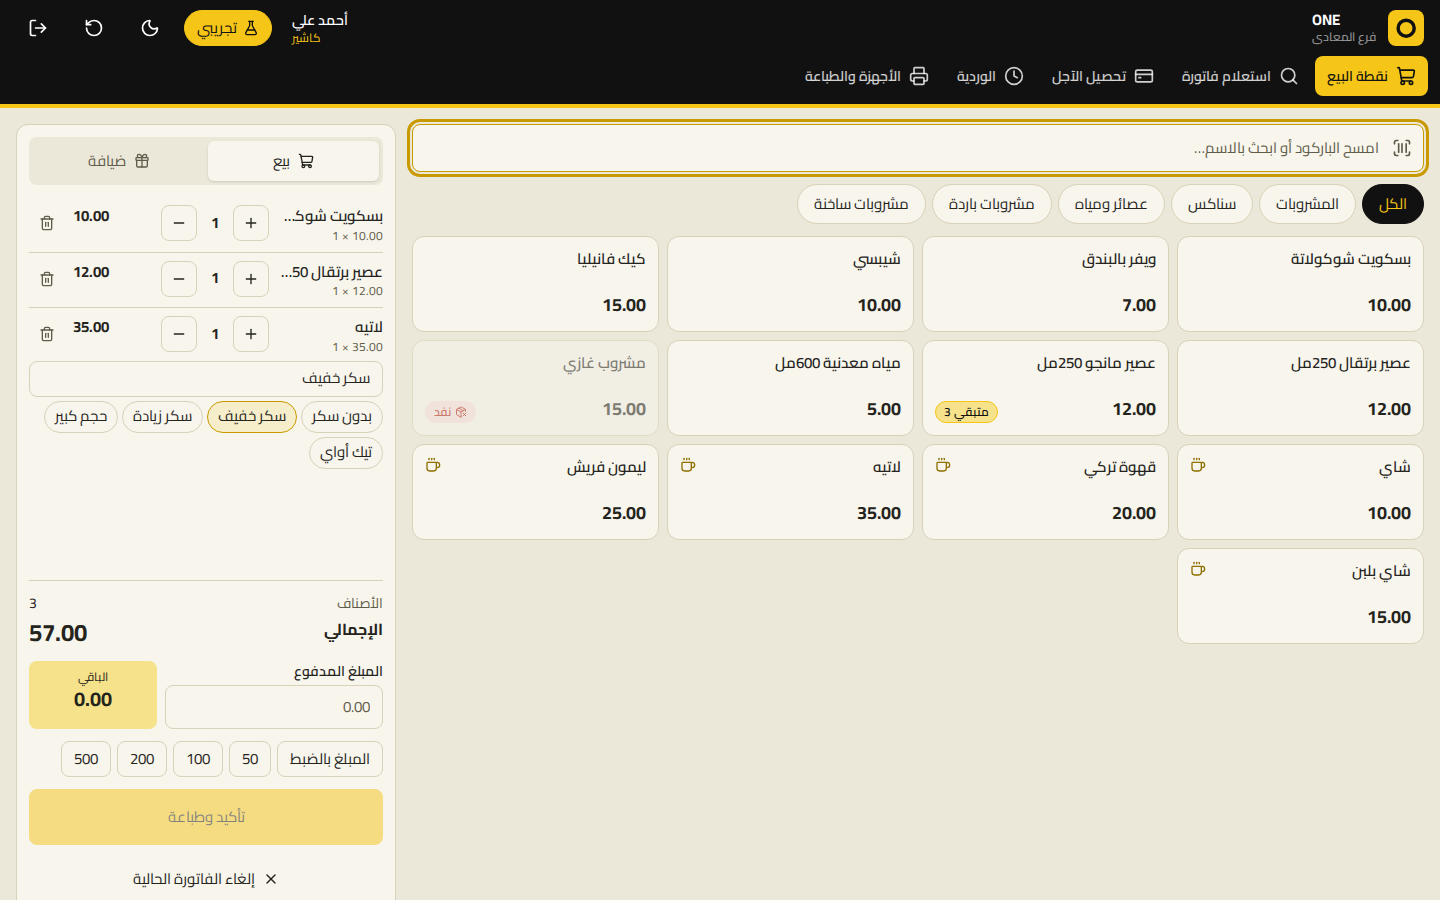 ONE
فرع المعادي
أحمد علي
كاشير
تجريبي
نقطة البيع
استعلام فاتورة
تحصيل الآجل
الوردية
الأجهزة والطباعة
امسح الباركود أو ابحث بالاسم...
الكل
المشروبات
سناكس
عصائر ومياه
مشروبات باردة
مشروبات ساخنة
بسكويت شوكولاتة
10.00
ويفر بالبندق
7.00
شيبسي
10.00
كيك فانيليا
15.00
عصير برتقال 250مل
12.00
عصير مانجو 250مل
12.00
متبقي 3
مياه معدنية 600مل
5.00
مشروب غازي
15.00
نفد
شاي
10.00
قهوة تركي
20.00
لاتيه
35.00
ليمون فريش
25.00
شاي بلبن
15.00
بيع
ضيافة
بسكويت شوك...
1 × 10.00
1
10.00
عصير برتقال 50...
1 × 12.00
1
12.00
لاتيه
1 × 35.00
1
35.00
سكر خفيف
بدون سكر
سكر خفيف
سكر زيادة
حجم كبير
تيك أواي
الأصناف
3
الإجمالي
57.00
المبلغ المدفوع
0.00
الباقي
0.00
المبلغ بالضبط
50
100
200
500
تأكيد وطباعة
إلغاء الفاتورة الحالية